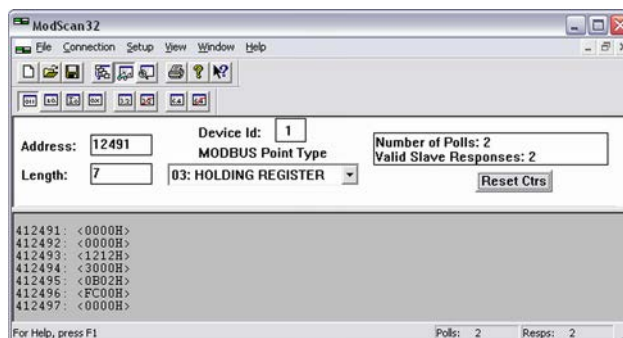 ModScan32
File Connection Setup View Window Help
Address: 12491
Device Id: 1
MODBUS Point Type
Number of Polls: 2
Valid Slave Responses: 2
Length: 7
03: HOLDING REGISTER
Reset Ctrs
412491: <0000H>
412492: <0000H>
412493: <1212H>
412494: <3000H>
412495: <0B02H>
412496: <FC00H>
412497: <0000H>
For Help, press F1
Polls: 2
Resps: 2